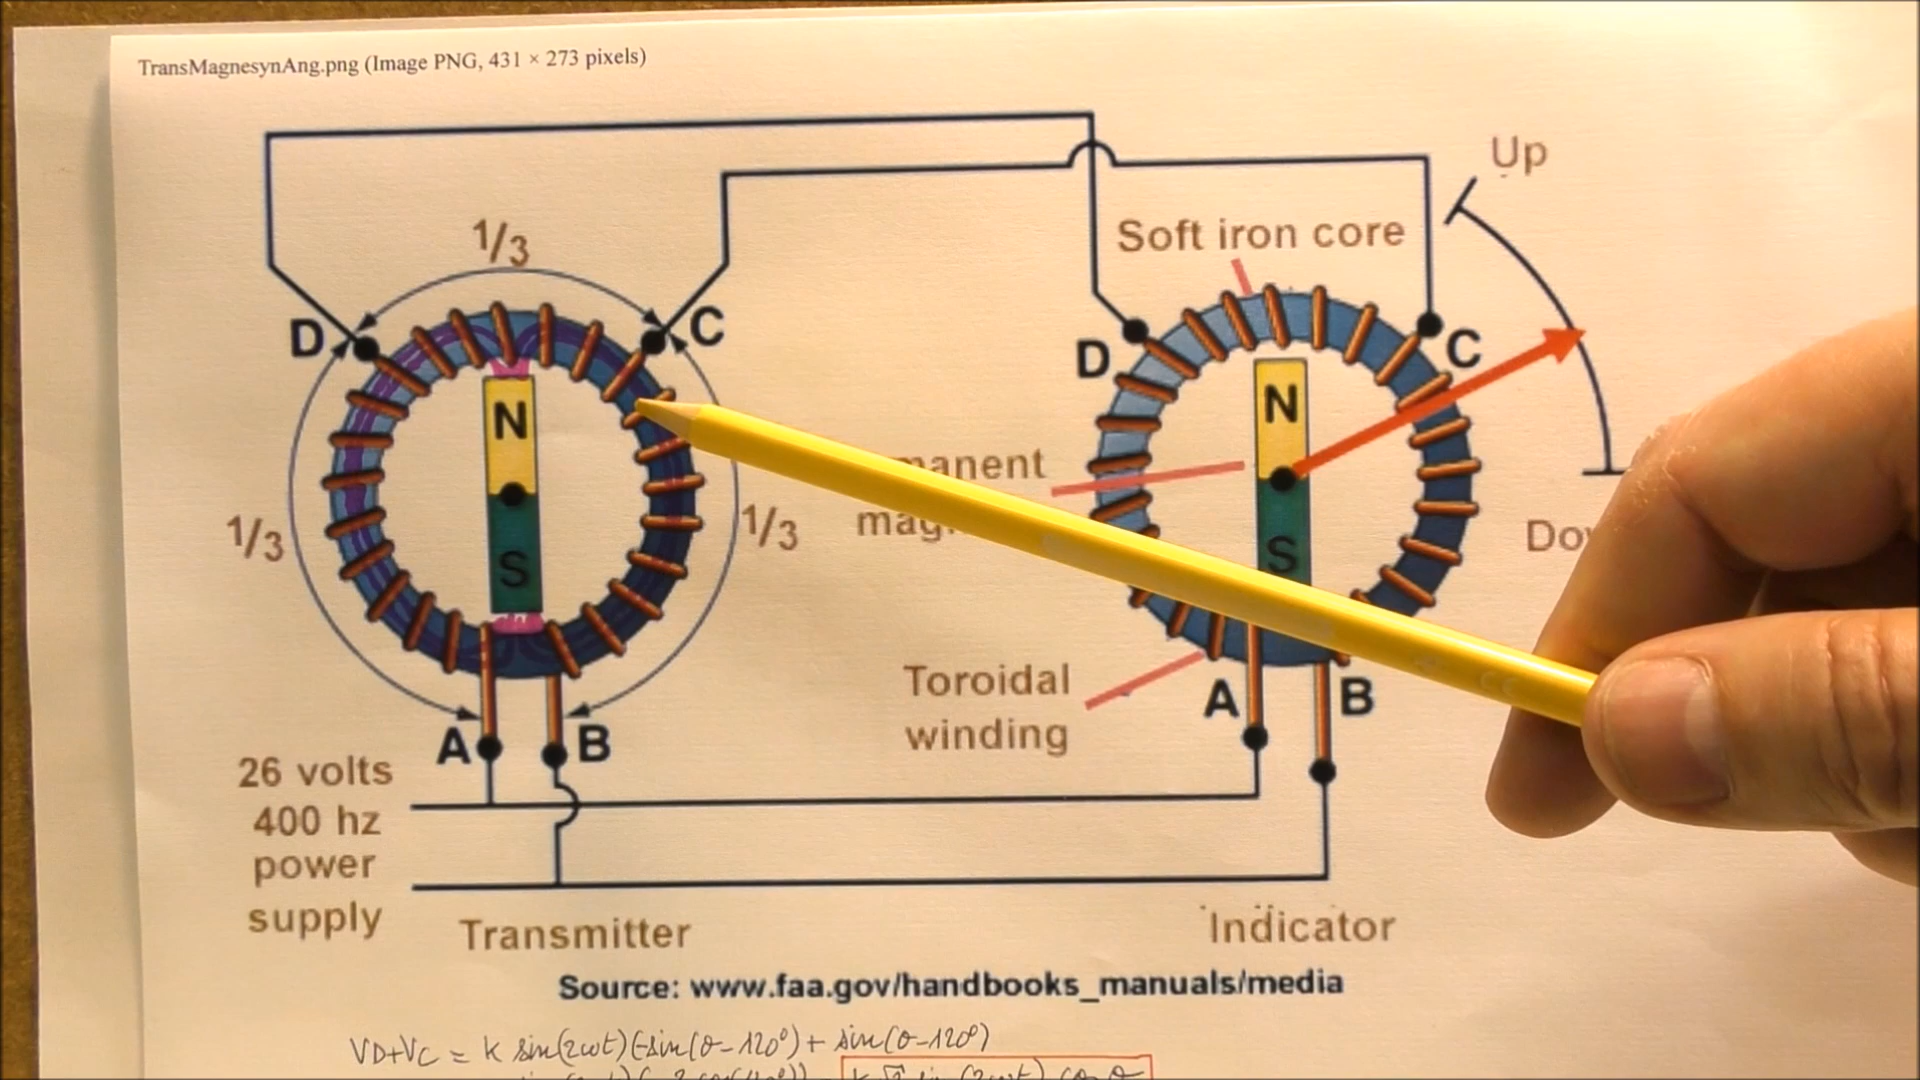 TransMagnesynAng.png (Image PNG, 431 × 273 pixels)
Up
1/3
Soft iron core
D
C
D
C
N
N
manent
1/3
1/3
S
S
Toroidal
winding
A
B
A
B
26 volts
400 hz
power
supply
Transmitter
Indicator
Source: www.faa.gov/handbooks_manuals/media
VD+VC = K sin(2ωt)(-sin(θ-120°)+ sin(θ-120°)